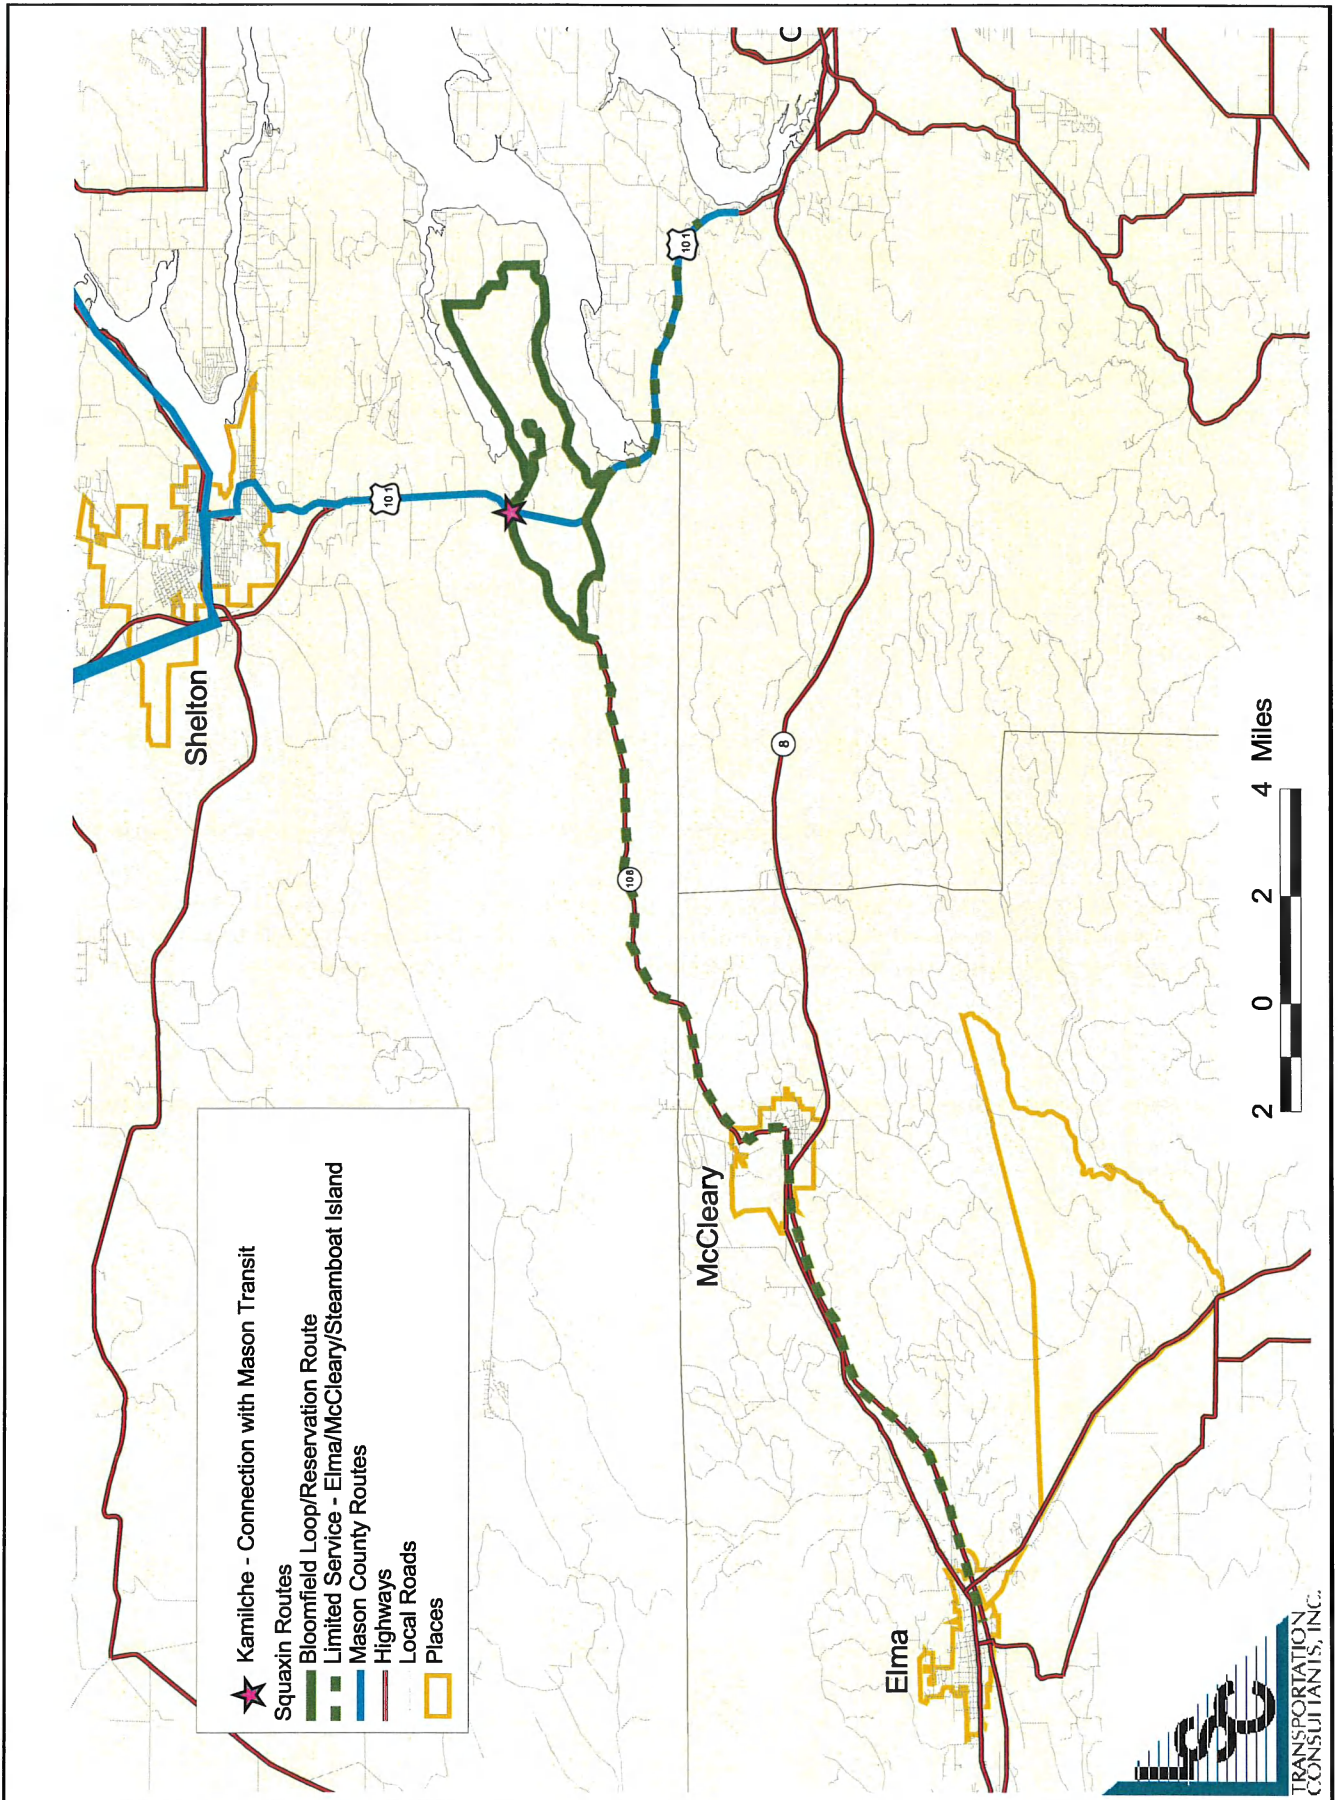 Shelton
101
101
C
108
8
McCleary
Elma
Kamilche - Connection with Mason Transit
Squaxin Routes
Bloomfield Loop/Reservation Route
Limited Service - Elma/McCleary/Steamboat Island
Mason County Routes
Highways
Local Roads
Places
2 0 2 4 Miles
LSC
TRANSPORTATION
CONSULTANTS, INC.